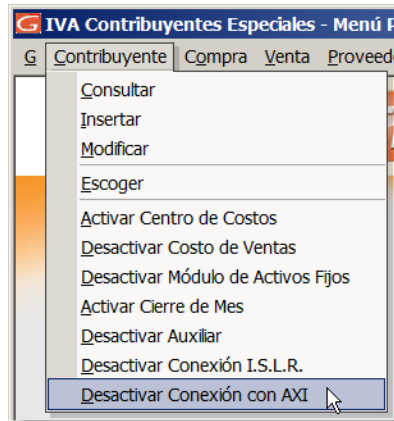 G IVA Contribuyentes Especiales - Menú P
G Contribuyente Compra Venta Proveed
Consultar
Insertar
Modificar
Escoger
Activar Centro de Costos
Desactivar Costo de Ventas
Desactivar Módulo de Activos Fijos
Activar Cierre de Mes
Desactivar Auxiliar
Desactivar Conexión I.S.L.R.
Desactivar Conexión con AXI